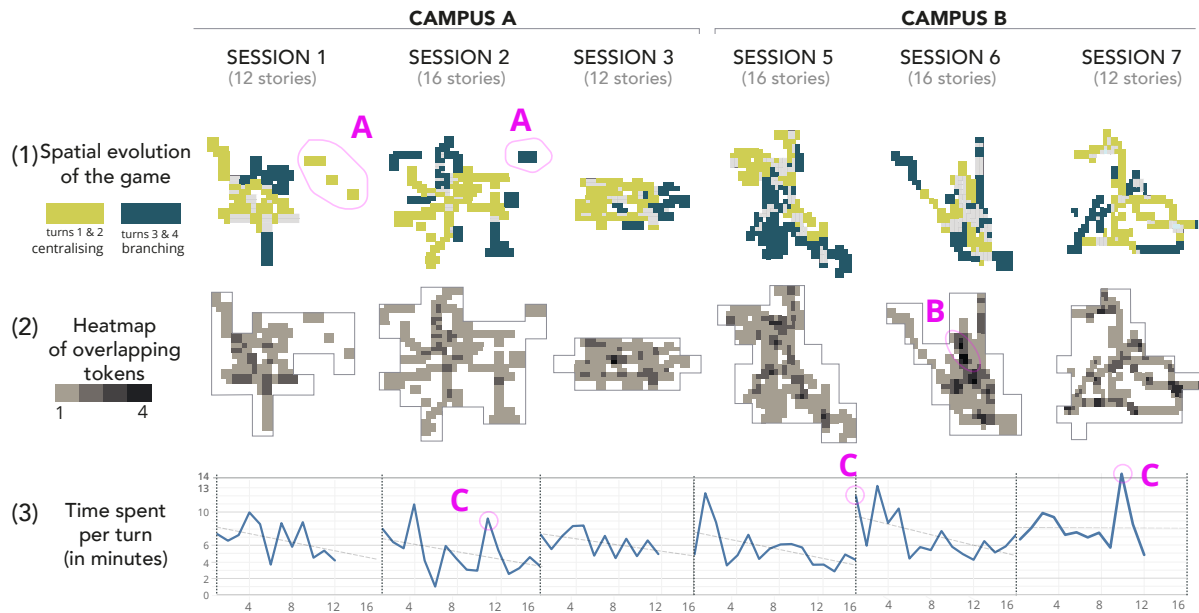 CAMPUS A
CAMPUS B
SESSION 1
(12 stories)
SESSION 2
(16 stories)
SESSION 3
(12 stories)
SESSION 5
(16 stories)
SESSION 6
(16 stories)
SESSION 7
(12 stories)
A
A
(1) Spatial evolution
of the game
turns 1 & 2
centralising
turns 3 & 4
branching
(2) Heatmap
of overlapping
tokens
1
4
B
(3) Time spent
per turn
(in minutes)
C
C
C
14
13
10
8
6
4
2
0
4 8 12 16
4 8 12 16
4 8 12 16
4 8 12 16
4 8 12 16
4 8 12 16